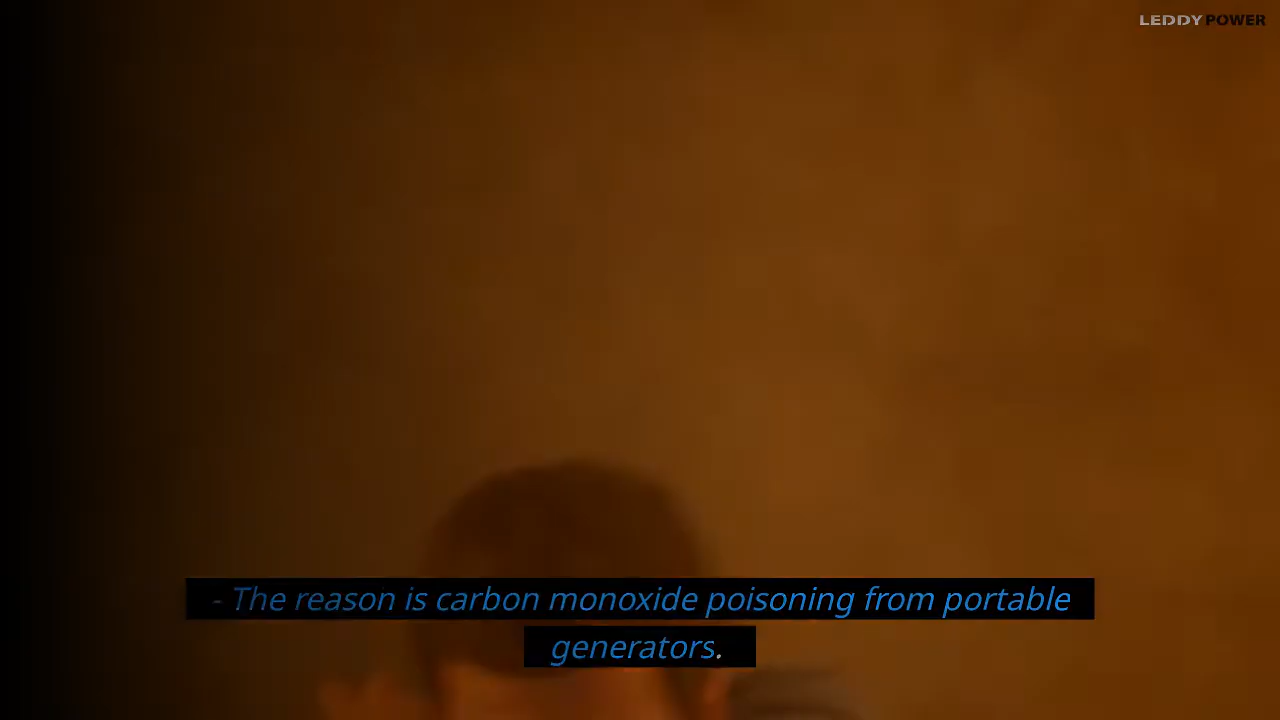 LEDDYPOWER
- The reason is carbon monoxide poisoning from portable
generators.